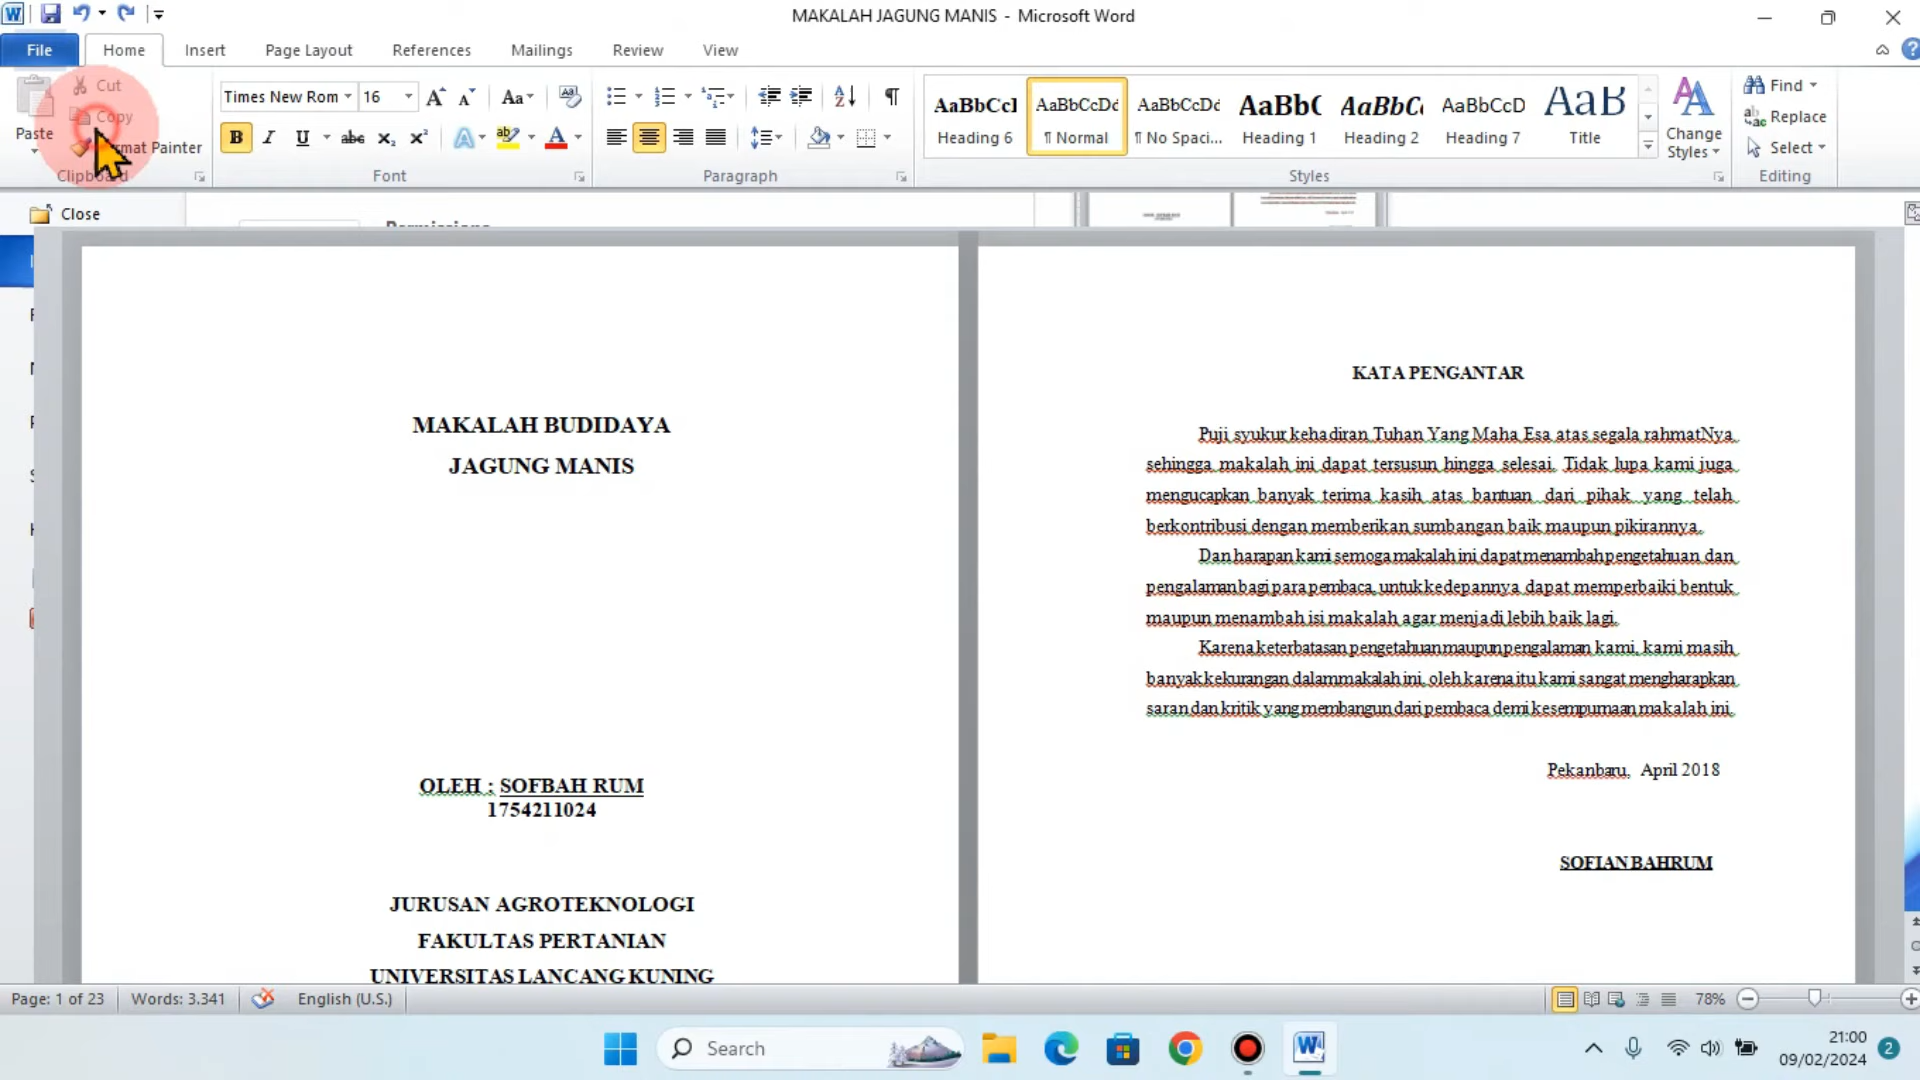 MAKALAH JAGUNG MANIS - Microsoft Word
File Home Insert Page Layout References Mailings Review View
Paste
Cut
Copy
Format Painter
Clipboard
Times New Rom 16
Font
Paragraph
AaBbCcI AaBbCcDd AaBbCcDd AaBbC AaBbC AaBbCcD AaB
Heading 6 ¶ Normal ¶ No Spaci... Heading 1 Heading 2 Heading 7 Title
Styles
Change Styles
Find
Replace
Select
Editing
Close
Permissions
MAKALAH BUDIDAYA
JAGUNG MANIS
OLEH : SOFBAH RUM
1754211024
JURUSAN AGROTEKNOLOGI
FAKULTAS PERTANIAN
UNIVERSITAS LANCANG KUNING
KATA PENGANTAR
Puji syukur kehadiran Tuhan Yang Maha Esa atas segala rahmatNya
sehingga makalah ini dapat tersusun hingga selesai. Tidak lupa kami juga
mengucapkan banyak terima kasih atas bantuan dari pihak yang telah
berkontribusi dengan memberikan sumbangan baik maupun pikirannya.
Dan harapan kami semoga makalah ini dapat menambah pengetahuan dan
pengalaman bagi para pembaca, untuk kedepannya dapat memperbaiki bentuk
maupun menambah isi makalah agar menjadi lebih baik lagi.
Karena keterbatasan pengetahuan maupun pengalaman kami, kami masih
banyak kekurangan dalam makalah ini, oleh karena itu kami sangat mengharapkan
saran dan kritik yang membangun dari pembaca demi kesempurnaan makalah ini.
Pekanbaru, April 2018
SOFIAN BAHRUM
Page: 1 of 23 Words: 3.341 English (U.S.) 78%
Search
21:00
09/02/2024
2